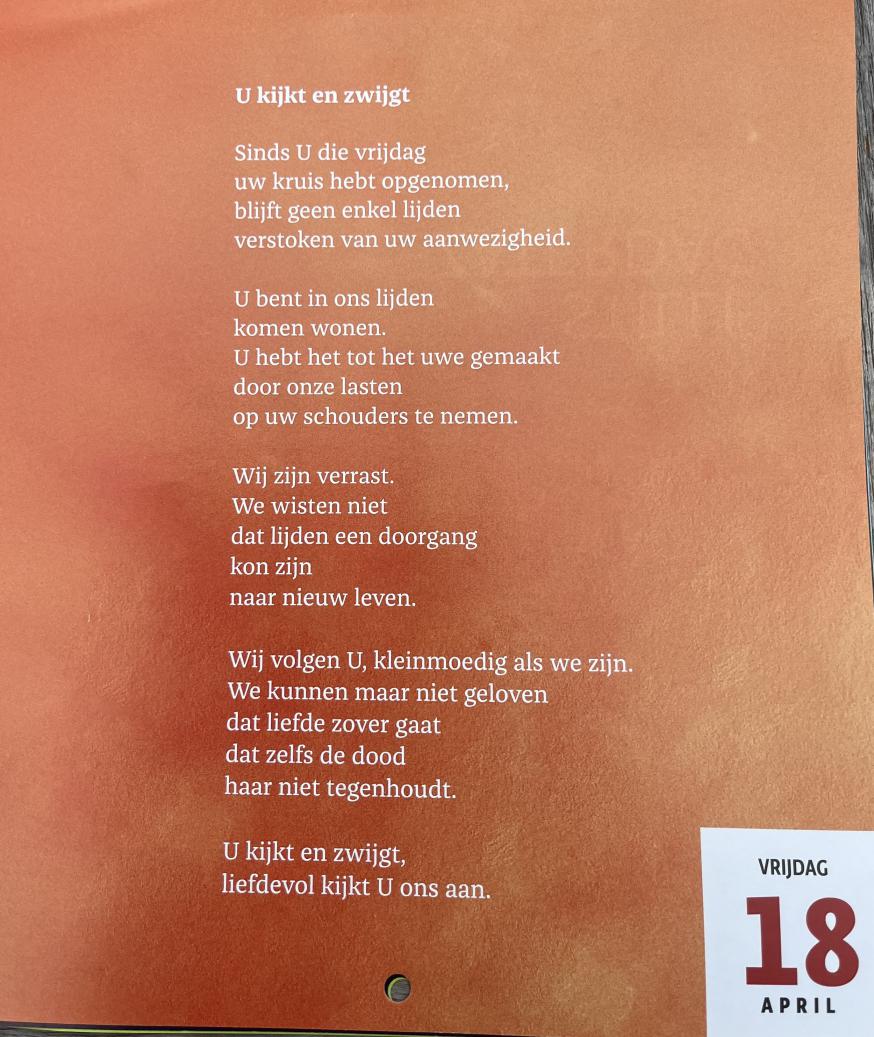 U kijkt en zwijgt
Sinds U die vrijdag
uw kruis hebt opgenomen,
blijft geen enkel lijden
verstoken van uw aanwezigheid.
U bent in ons lijden
komen wonen.
U hebt het tot het uwe gemaakt
door onze lasten
op uw schouders te nemen.
Wij zijn verrast.
We wisten niet
dat lijden een doorgang
kon zijn
naar nieuw leven.
Wij volgen U, kleinmoedig als we zijn.
We kunnen maar niet geloven
dat liefde zover gaat
dat zelfs de dood
haar niet tegenhoudt.
U kijkt en zwijgt,
liefdevol kijkt U ons aan.
VRIJDAG
18
APRIL